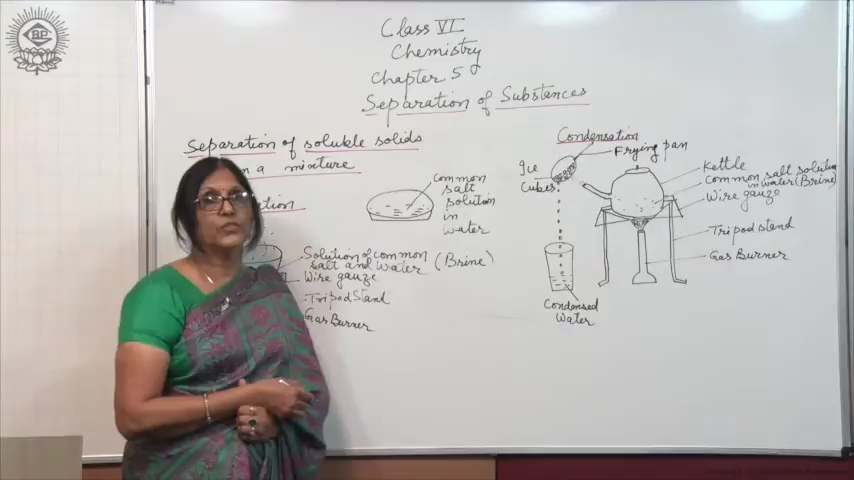 Class VI
Chemistry
Chapter 5
Separation of Substances
Separation of soluble solids
a mixture
Common
salt
solution
in
water
Solution of common
salt and Water (Brine)
Wire gauze
Tripod Stand
Gas Burner
Condensation
Frying pan
Ice
Cubes
Kettle
Common salt solution
in water (Brine)
Wire gauze
Tripod stand
Gas Burner
Condensed
Water